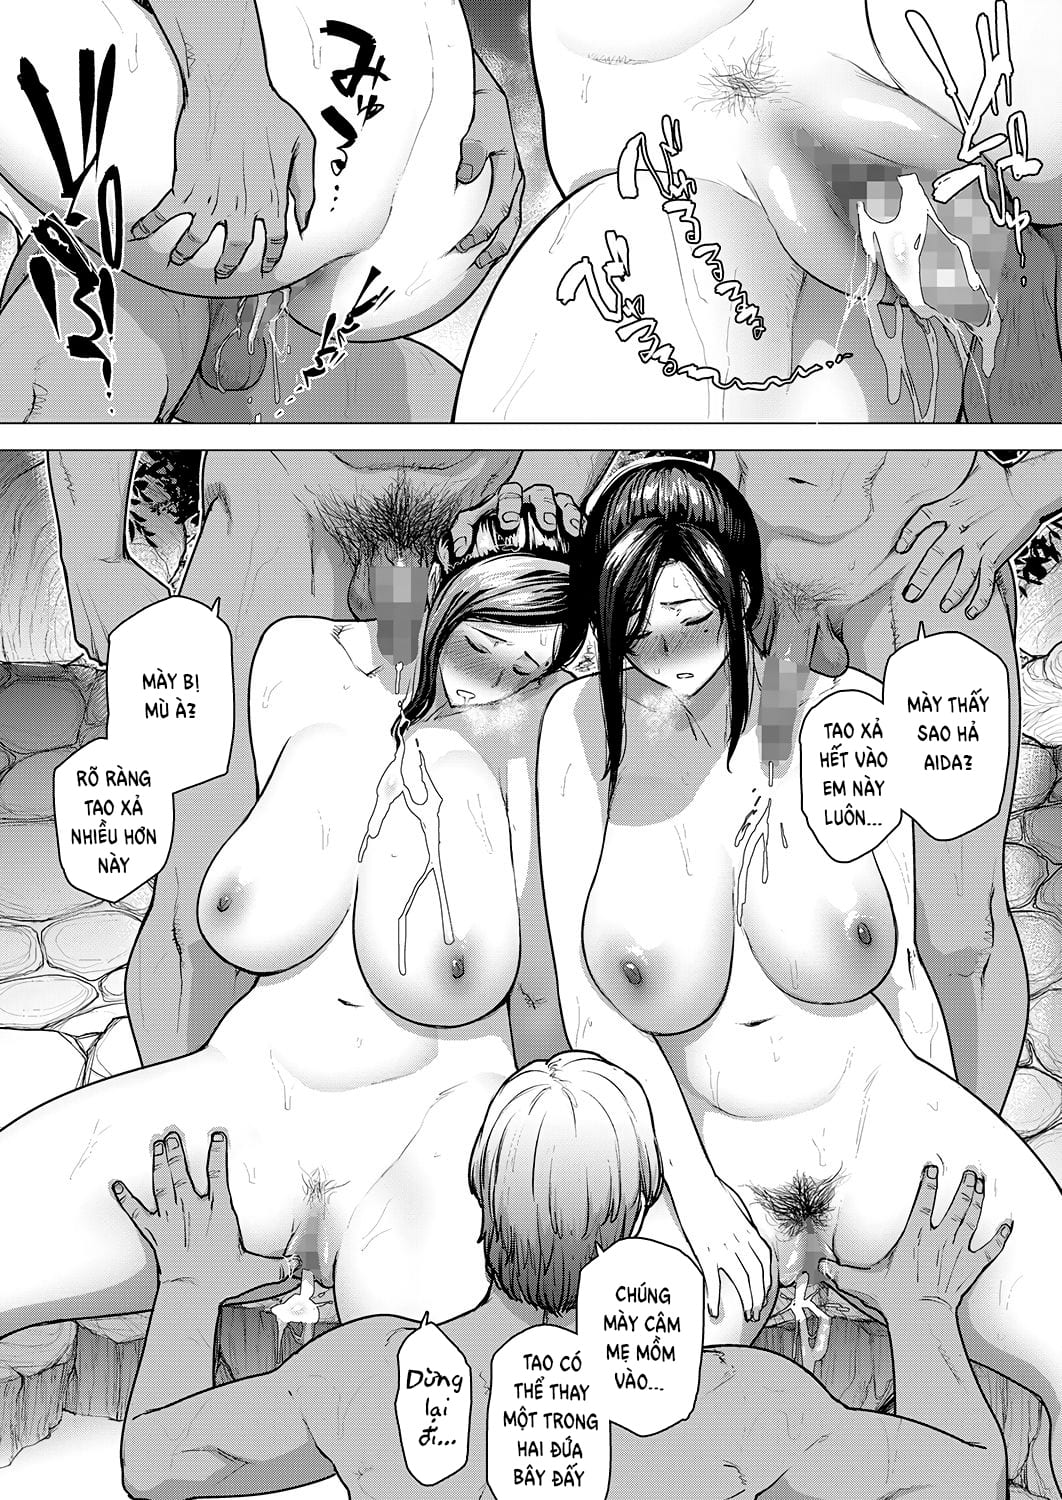 MÀY THẤY
SAO HẢ
AIDA?
TAO XẢ
HẾT VÀO
EM NÀY
LUÔN...
MÀY BỊ
MÙ À?
RÕ RÀNG
TAO XẢ
NHIỀU HƠN
NÀY
CHÚNG
MÀY CÂM
MẸ MỒM
VÀO...
TAO CÓ
THỂ THAY
MỘT TRONG
HAI ĐỨA
BÂY ĐẤY
Dừng
lại
đi...